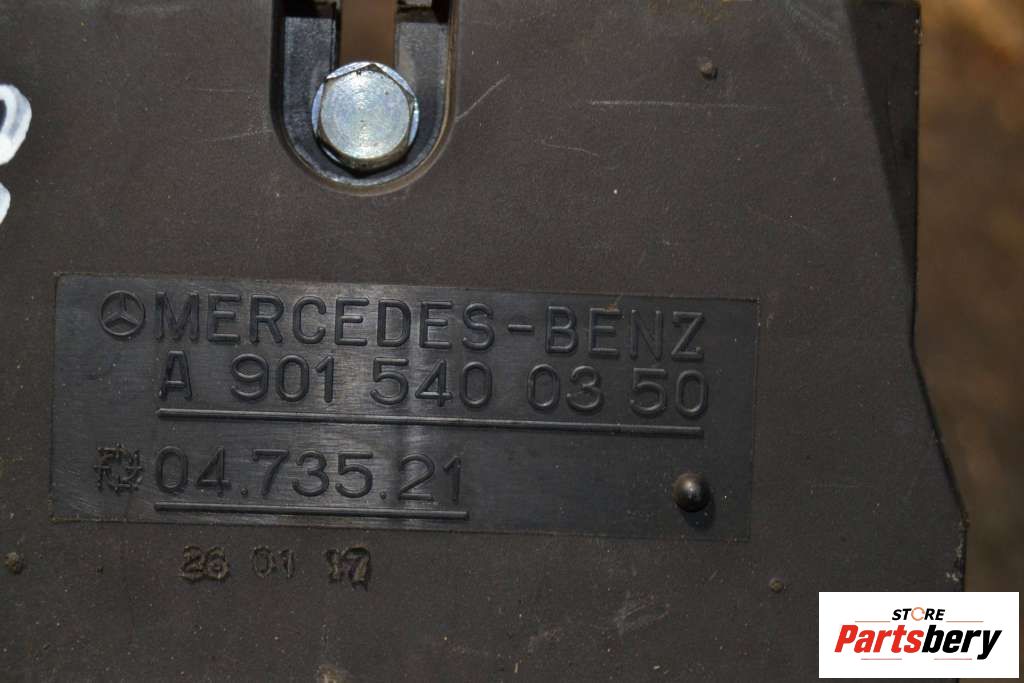 MERCEDES-BENZ
A 901 540 03 50
04.735.21
26 01 17
STORE
Partsbery